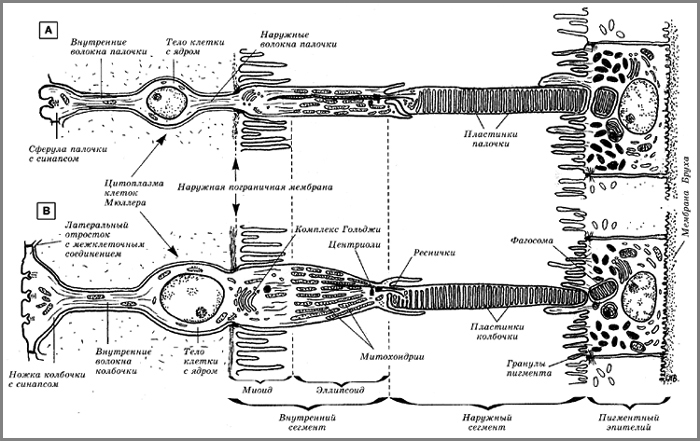 А
Внутренние
волокна палочки
Тело клетки
с ядром
Наружные
волокна палочки
Сферула палочки
с синапсом
Пластинки
палочки
Цитоплазма
клеток
Мюллера
Наружная пограничная мембрана
Мембрана Бруха
В
Латеральный
отросток
с межклеточным
соединением
Комплекс Гольджи
Центриоли
Реснички
Фагосома
Ножка колбочки
с синапсом
Внутренние
волокна
колбочки
Тело
клетки
с ядром
Митохондрии
Пластинки
колбочки
Гранулы
пигмента
Миоид
Эллипсоид
Внутренний
сегмент
Наружный
сегмент
Пигментный
эпителий